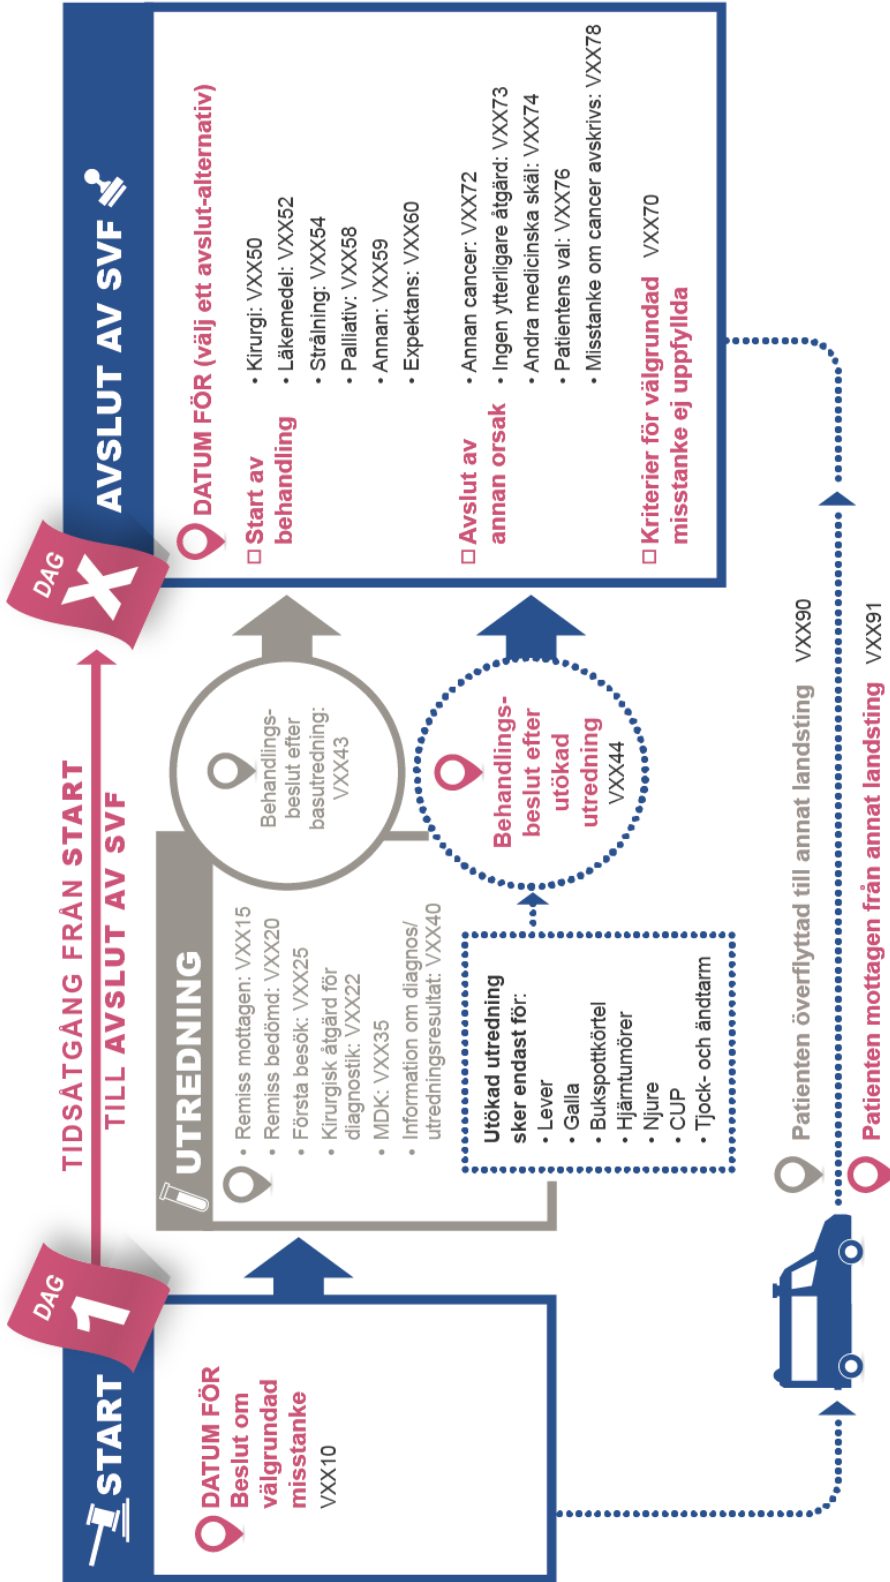 START
DAG
1
DATUM FÖR
Beslut om
välgrundad
misstanke
VXX10
TIDSÅTGÅNG FRÅN START
TILL AVSLUT AV SVF
UTREDNING
• Remiss mottagen: VXX15
• Remiss bedömd: VXX20
• Första besök: VXX25
• Kirurgisk åtgärd för
diagnostik: VXX22
• MDK: VXX35
• Information om diagnos/
utredningsresultat: VXX40
Utökad utredning
sker endast för:
• Lever
• Galla
• Bukspottkörtel
• Hjärntumörer
• Njure
• CUP
• Tjock- och ändtarm
Behandlings-
beslut efter
basutredning:
VXX43
Behandlings-
beslut efter
utökad
utredning
VXX44
DAG
X
AVSLUT AV SVF
DATUM FÖR (välj ett avslut-alternativ)
□ Start av
behandling
• Kirurgi: VXX50
• Läkemedel: VXX52
• Strålning: VXX54
• Palliativ: VXX58
• Annan: VXX59
• Expektans: VXX60
□ Avslut av
annan orsak
• Annan cancer: VXX72
• Ingen ytterligare åtgärd: VXX73
• Andra medicinska skäl: VXX74
• Patientens val: VXX76
• Misstanke om cancer avskrivs: VXX78
□ Kriterier för välgrundad VXX70
misstanke ej uppfyllda
Patienten överflyttad till annat landsting VXX90
Patienten mottagen från annat landsting VXX91